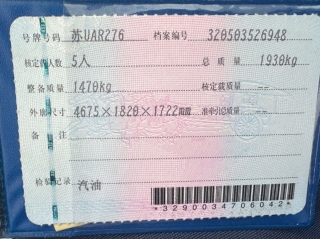 号牌号码 苏UAR276 档案编号 320503526948
核定载人数 5人 总质量 1930kg
整备质量 1470kg 核定载质量 --
外廓尺寸 4675×1820×1722mm 准牵引总质量 --
备注
检验记录 汽油
*3290034706042*